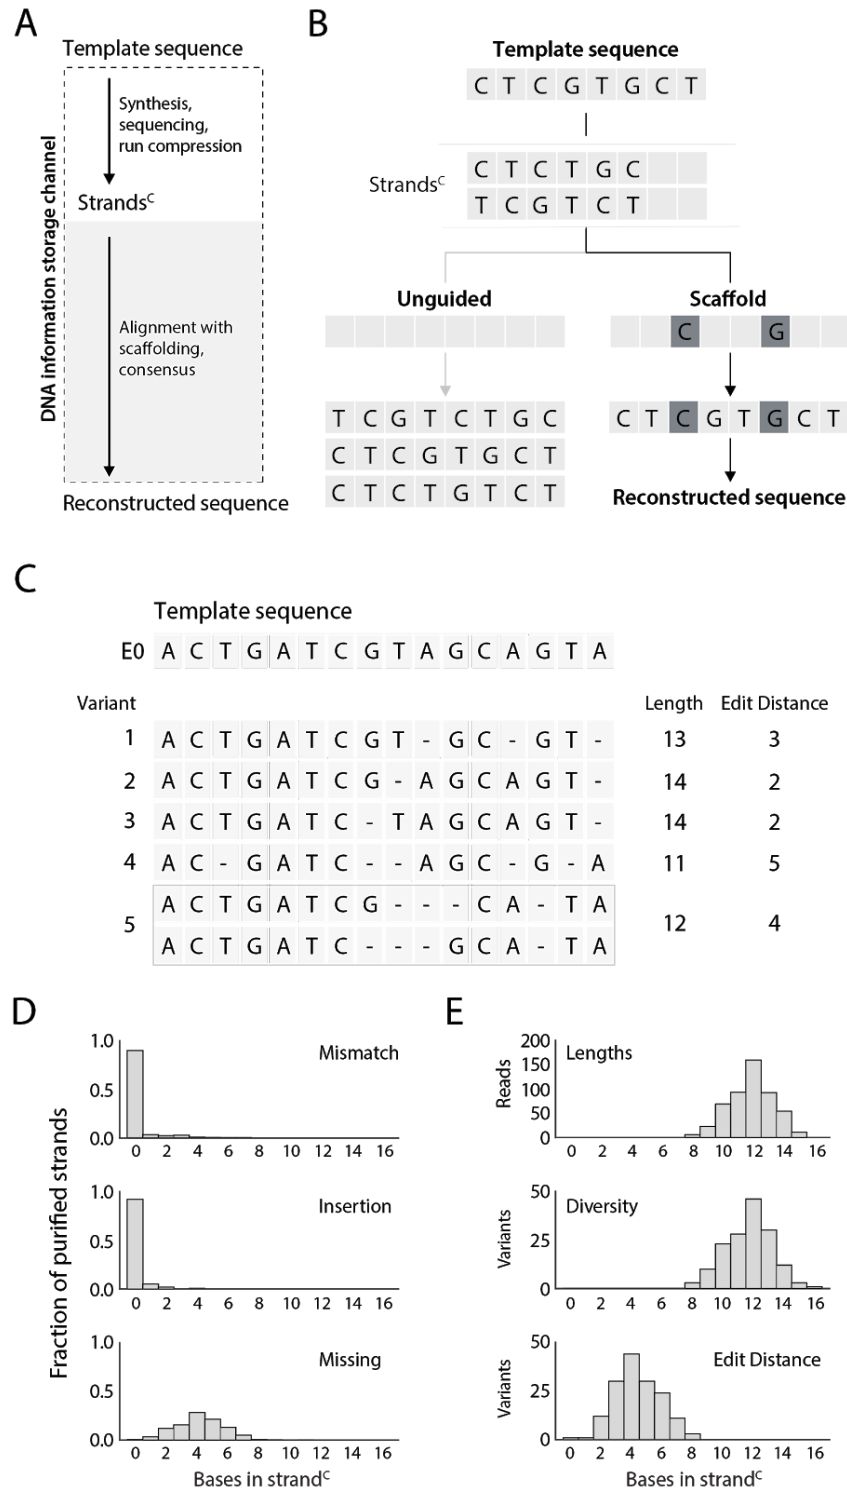 A
Template sequence
Synthesis,
sequencing,
run compression
Strandsᶜ
Alignment with
scaffolding,
consensus
Reconstructed sequence
DNA information storage channel
B
Template sequence
C T C G T G C T
Strandsᶜ
C T C T G C
T C G T C T
Unguided
T C G T C T G C
C T C G T G C T
C T C T G T C T
Scaffold
C G
C T C G T G C T
Reconstructed sequence
C
Template sequence
E0 A C T G A T C G T A G C A G T A
Variant Length Edit Distance
1 A C T G A T C G T - G C - G T - 13 3
2 A C T G A T C G - A G C A G T - 14 2
3 A C T G A T C - T A G C A G T - 14 2
4 A C - G A T C - - A G C - G - A 11 5
A C T G A T C G - - - C A - T A
5 12 4
A C T G A T C - - - G C A - T A
D
Fraction of purified strands
Mismatch
1.0
0.5
0.0
0 2 4 6 8 10 12 14 16
Insertion
1.0
0.5
0.0
0 2 4 6 8 10 12 14 16
Missing
1.0
0.5
0.0
0 2 4 6 8 10 12 14 16
Bases in strandᶜ
E
Lengths
Reads
200
150
100
50
0
0 2 4 6 8 10 12 14 16
Diversity
Variants
50
25
0
0 2 4 6 8 10 12 14 16
Edit Distance
Variants
50
25
0
0 2 4 6 8 10 12 14 16
Bases in strandᶜ